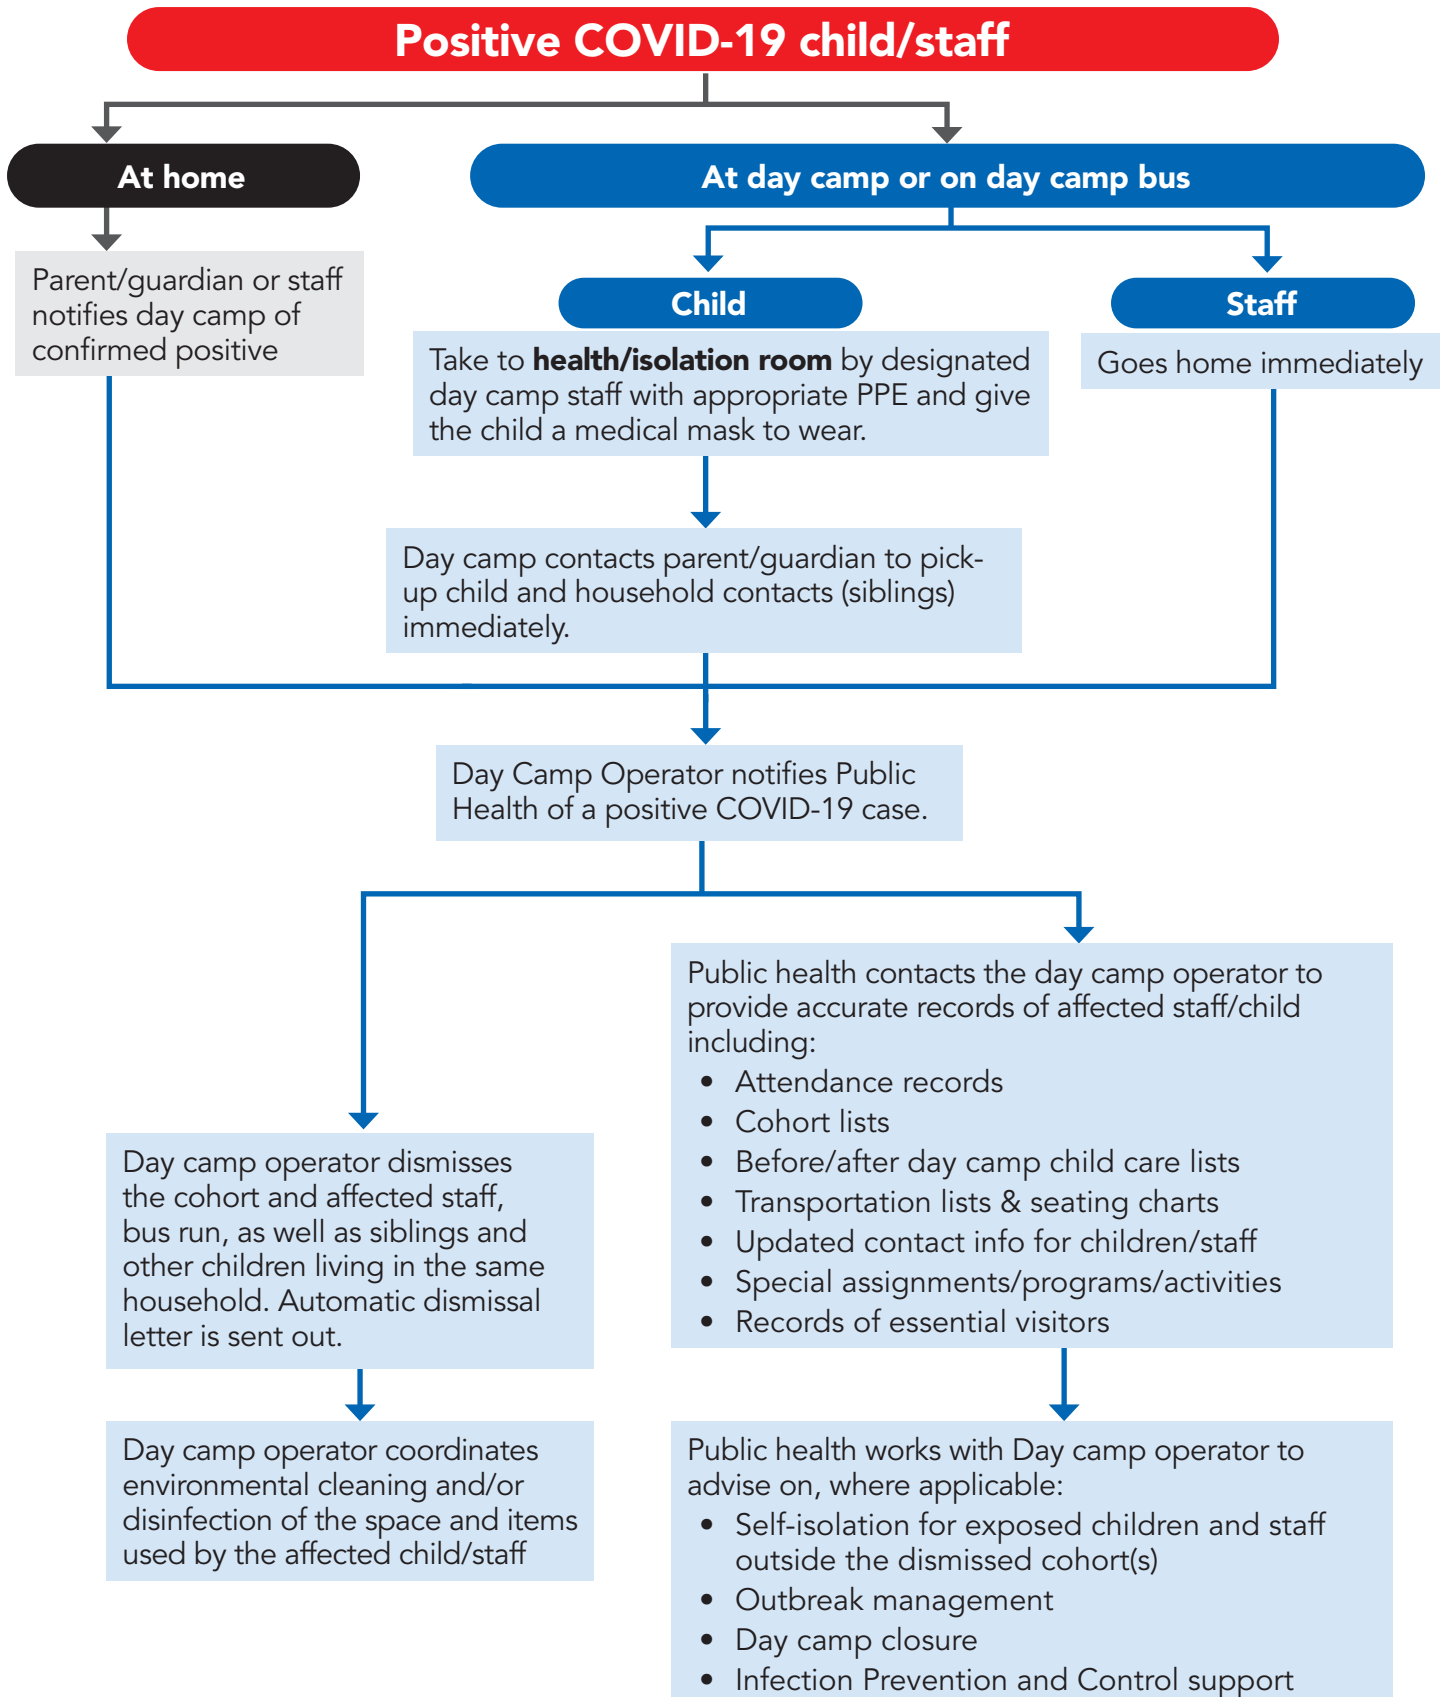 Positive COVID-19 child/staff
At home
At day camp or on day camp bus
Parent/guardian or staff
notifies day camp of
confirmed positive
Child
Staff
Take to health/isolation room by designated
day camp staff with appropriate PPE and give
the child a medical mask to wear.
Goes home immediately
Day camp contacts parent/guardian to pick-
up child and household contacts (siblings)
immediately.
Day Camp Operator notifies Public
Health of a positive COVID-19 case.
Day camp operator dismisses
the cohort and affected staff,
bus run, as well as siblings and
other children living in the same
household. Automatic dismissal
letter is sent out.
Day camp operator coordinates
environmental cleaning and/or
disinfection of the space and items
used by the affected child/staff
Public health contacts the day camp operator to
provide accurate records of affected staff/child
including:
• Attendance records
• Cohort lists
• Before/after day camp child care lists
• Transportation lists & seating charts
• Updated contact info for children/staff
• Special assignments/programs/activities
• Records of essential visitors
Public health works with Day camp operator to
advise on, where applicable:
• Self-isolation for exposed children and staff
outside the dismissed cohort(s)
• Outbreak management
• Day camp closure
• Infection Prevention and Control support